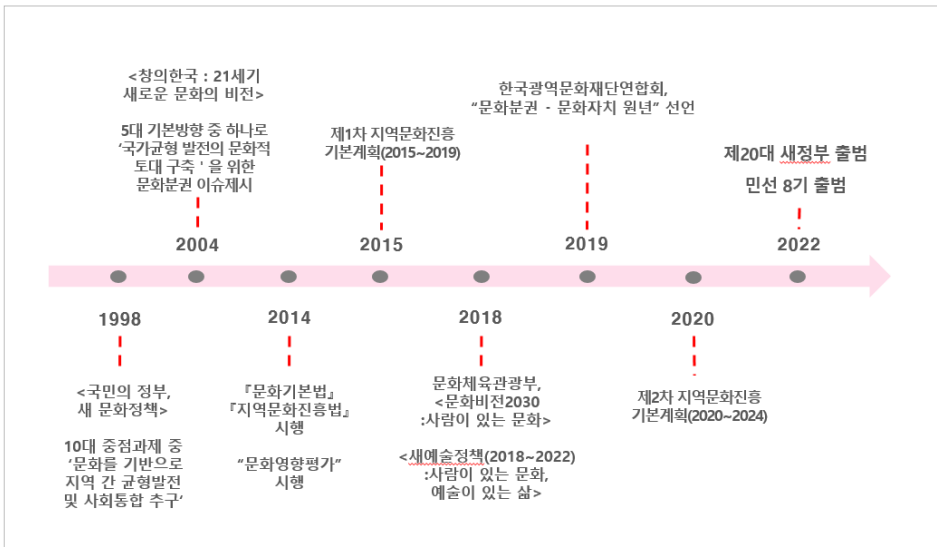 <창의한국 : 21세기
새로운 문화의 비전>
5대 기본방향 중 하나로
‘국가균형 발전의 문화적
토대 구축 ' 을 위한
문화분권 이슈제시
제1차 지역문화진흥
기본계획(2015~2019)
한국광역문화재단연합회,
“문화분권 - 문화자치 원년” 선언
제20대 새정부 출범
민선 8기 출범
2004
2015
2019
2022
1998
2014
2018
2020
<국민의 정부,
새 문화정책>
10대 중점과제 중
‘문화를 기반으로
지역 간 균형발전
및 사회통합 추구‘
『문화기본법』
『지역문화진흥법』
시행
“문화영향평가”
시행
문화체육관광부,
<문화비전2030
:사람이 있는 문화>
<새예술정책(2018~2022)
:사람이 있는 문화,
예술이 있는 삶>
제2차 지역문화진흥
기본계획(2020~2024)